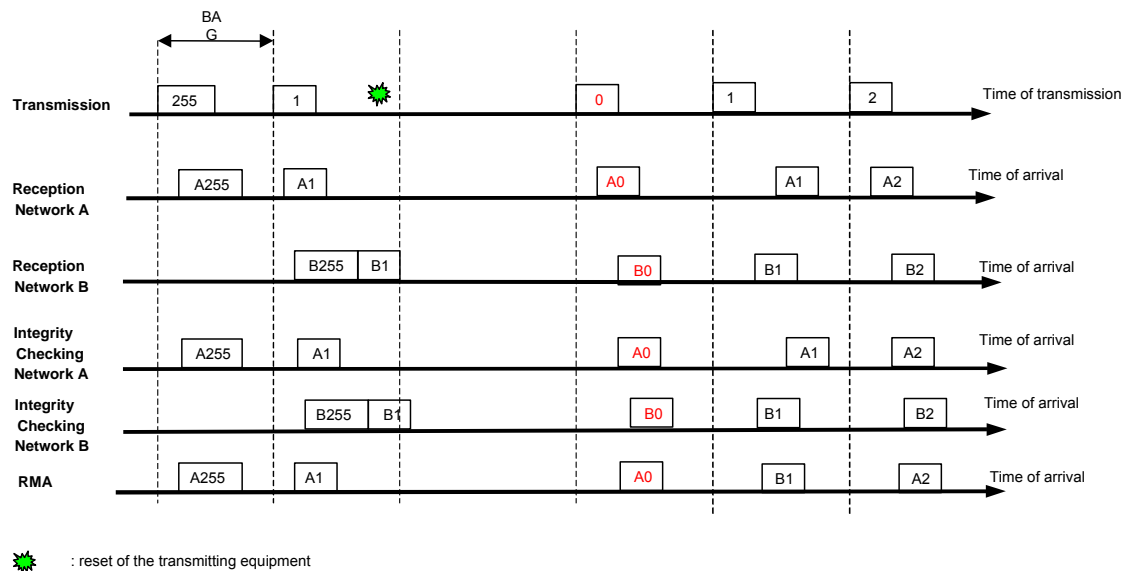 BA
G
Transmission
255
1
0
1
2
Time of transmission
Reception
Network A
A255
A1
A0
A1
A2
Time of arrival
Reception
Network B
B255
B1
B0
B1
B2
Time of arrival
Integrity
Checking
Network A
A255
A1
A0
A1
A2
Time of arrival
Integrity
Checking
Network B
B255
B1
B0
B1
B2
Time of arrival
RMA
A255
A1
A0
B1
A2
Time of arrival
: reset of the transmitting equipment